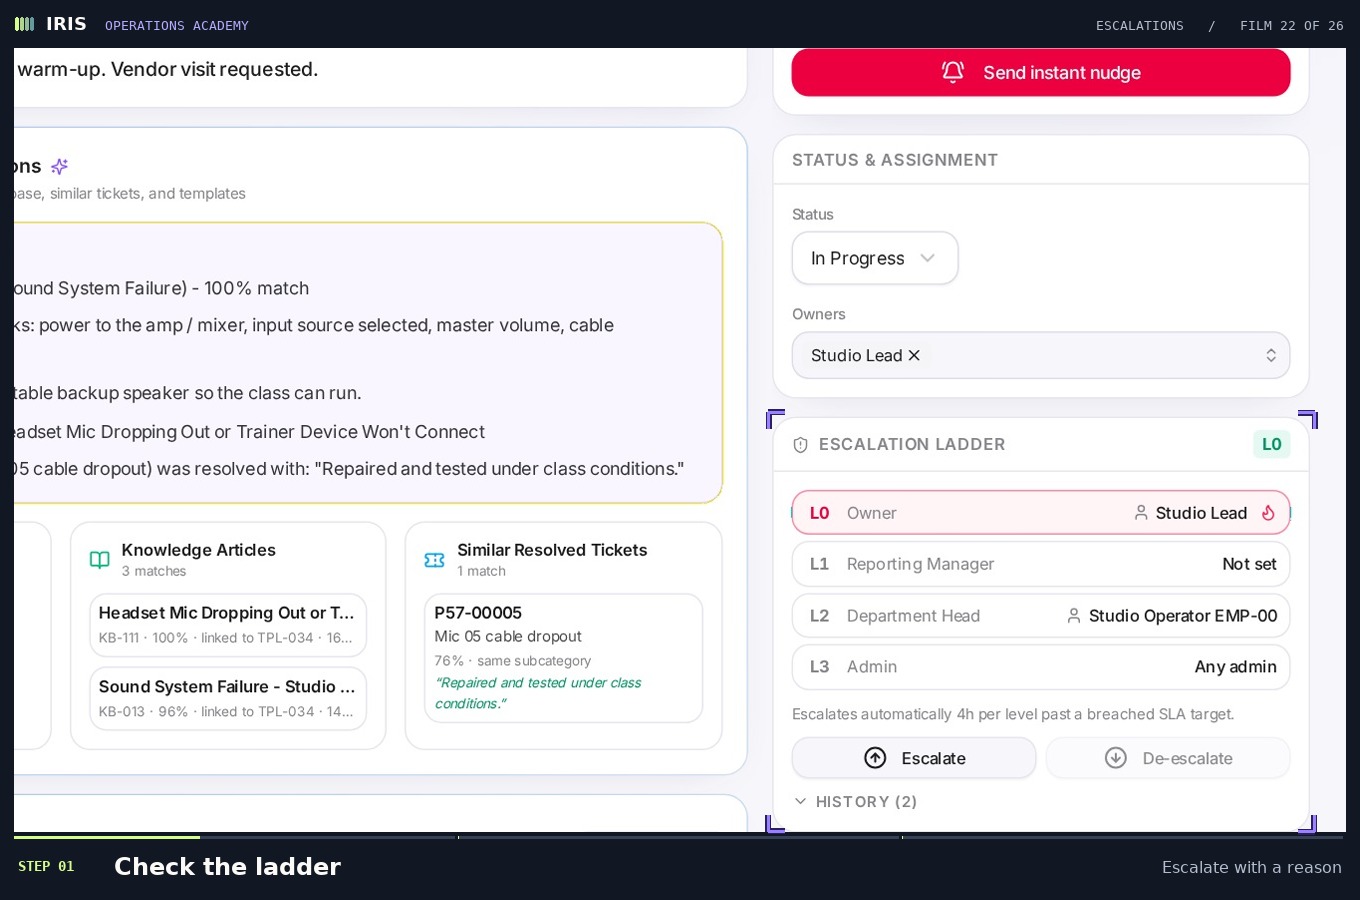 IRIS OPERATIONS ACADEMY
ESCALATIONS / FILM 22 OF 26
warm-up. Vendor visit requested.
ons
base, similar tickets, and templates
ound System Failure) - 100% match
ks: power to the amp / mixer, input source selected, master volume, cable
table backup speaker so the class can run.
eadset Mic Dropping Out or Trainer Device Won't Connect
05 cable dropout) was resolved with: "Repaired and tested under class conditions."
Knowledge Articles
3 matches
Headset Mic Dropping Out or T...
KB-111 · 100% · linked to TPL-034 · 16...
Sound System Failure - Studio ...
KB-013 · 96% · linked to TPL-034 · 14...
Similar Resolved Tickets
1 match
P57-00005
Mic 05 cable dropout
76% · same subcategory
“Repaired and tested under class
conditions.”
Send instant nudge
STATUS & ASSIGNMENT
Status
In Progress
Owners
Studio Lead
ESCALATION LADDER L0
L0 Owner Studio Lead
L1 Reporting Manager Not set
L2 Department Head Studio Operator EMP-00
L3 Admin Any admin
Escalates automatically 4h per level past a breached SLA target.
Escalate De-escalate
HISTORY (2)
STEP 01 Check the ladder
Escalate with a reason